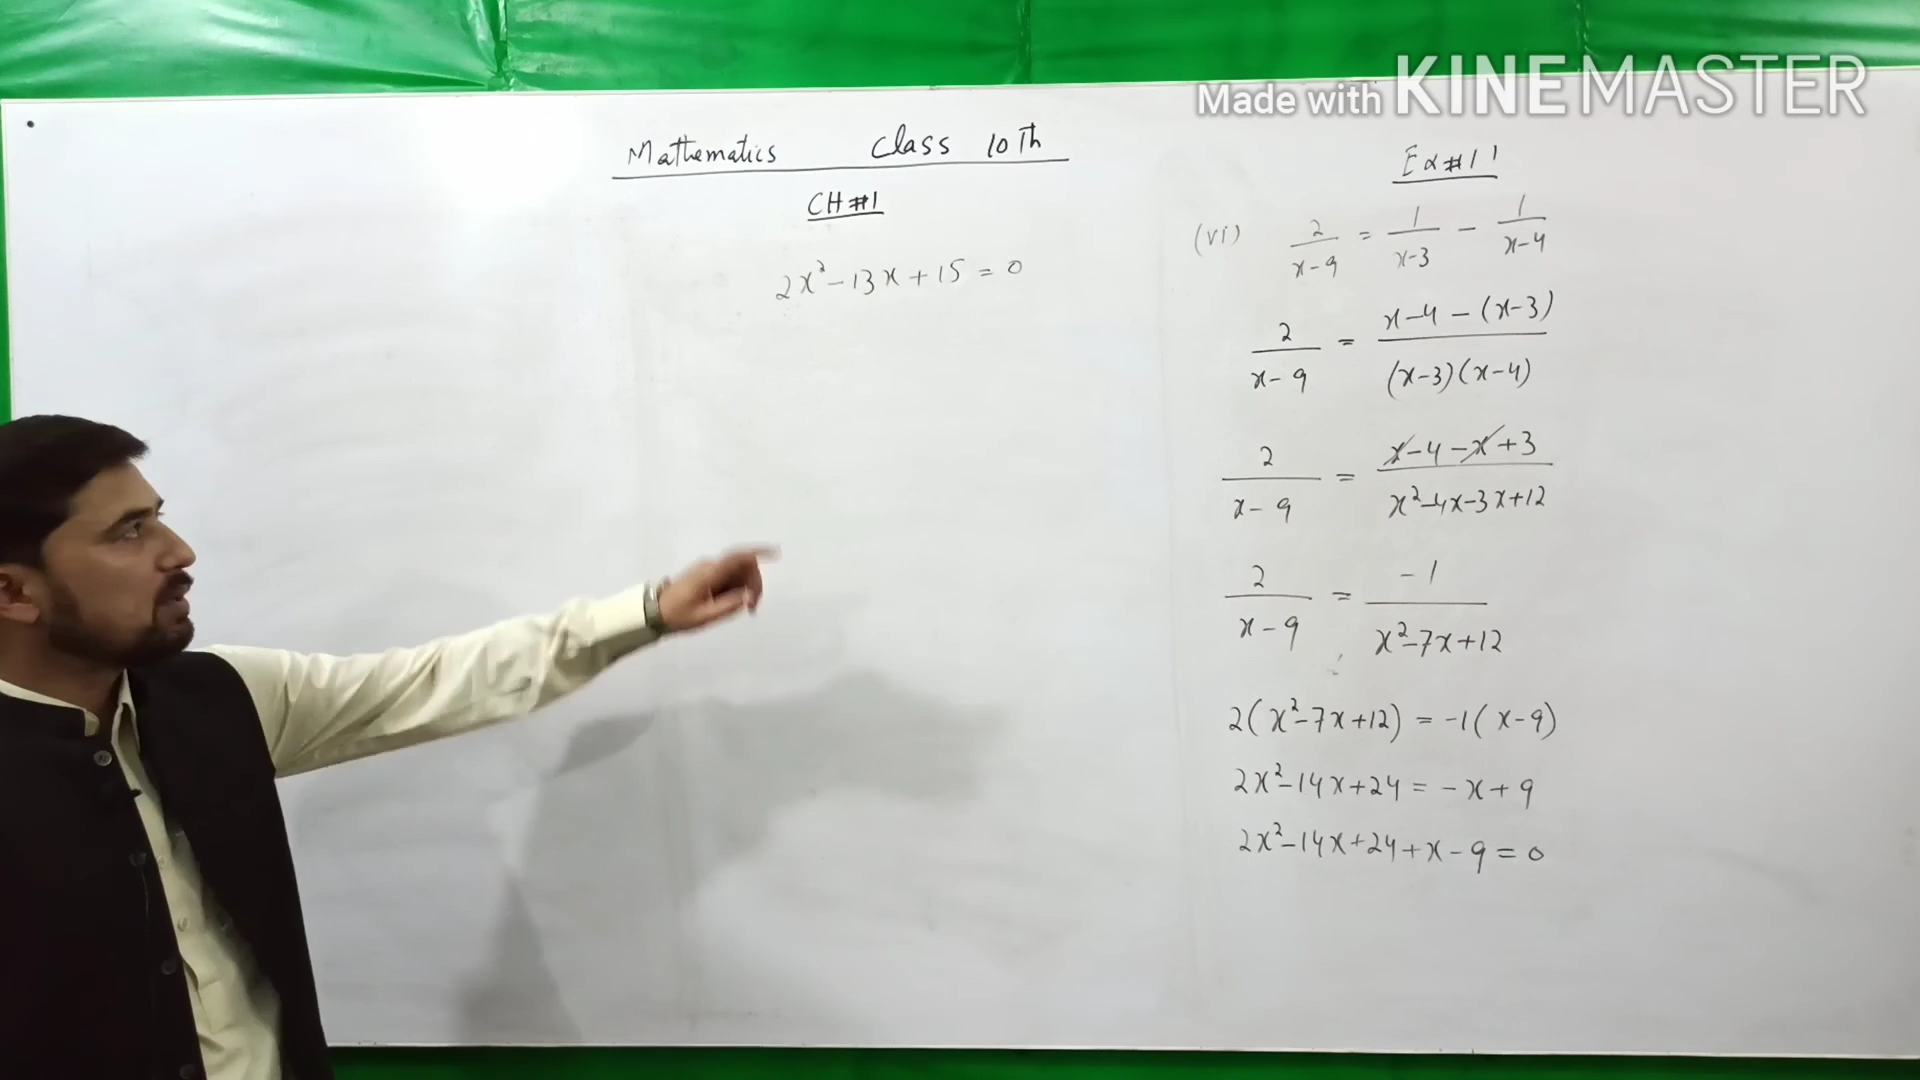 Made with KINEMASTER
Mathematics Class 10Th
CH#1
2x² - 13x + 15 = 0
Ex#1.1
(vi) 2/(x-9) = 1/(x-3) - 1/(x-4)
2/(x-9) = (x-4-(x-3))/((x-3)(x-4))
2/(x-9) = (x-4-x+3)/(x²-4x-3x+12)
2/(x-9) = -1/(x²-7x+12)
2(x²-7x+12) = -1(x-9)
2x²-14x+24 = -x+9
2x²-14x+24+x-9=0